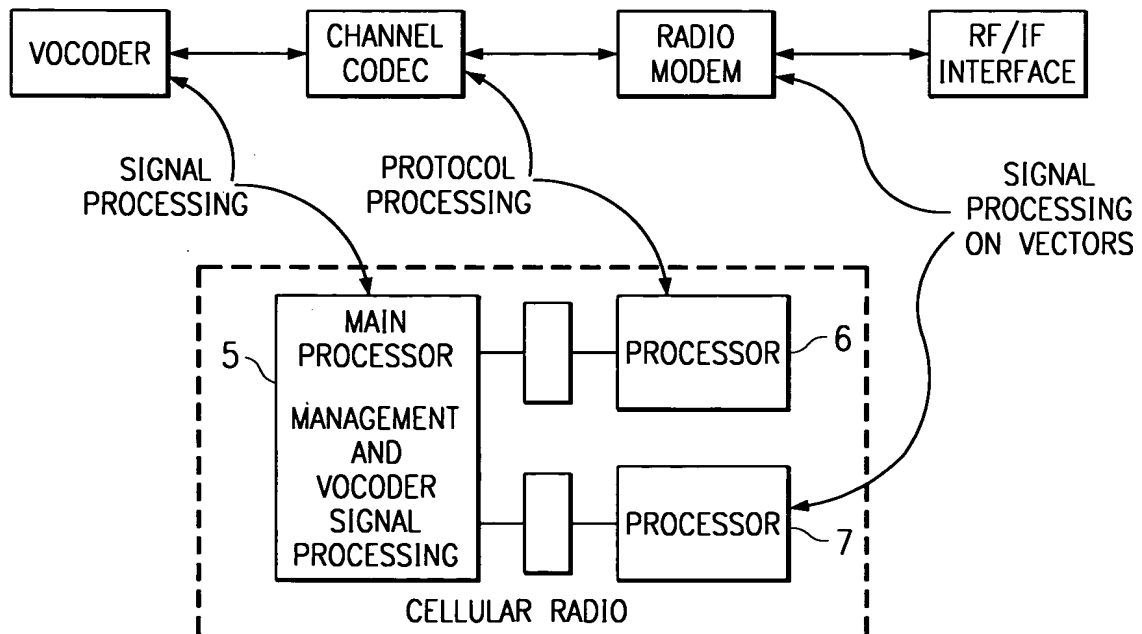 VOCODER
CHANNEL
CODEC
RADIO
MODEM
RF/IF
INTERFACE
SIGNAL
PROCESSING
PROTOCOL
PROCESSING
SIGNAL
PROCESSING
ON VECTORS
5
MAIN
PROCESSOR
MANAGEMENT
AND
VOCODER
SIGNAL
PROCESSING
PROCESSOR
6
PROCESSOR
7
CELLULAR RADIO